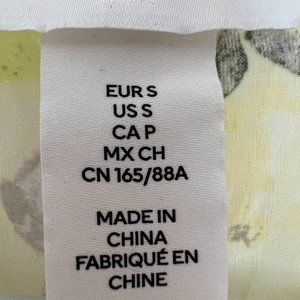 EUR S
US S
CA P
MX CH
CN 165/88A
MADE IN
CHINA
FABRIQUÉ EN
CHINE